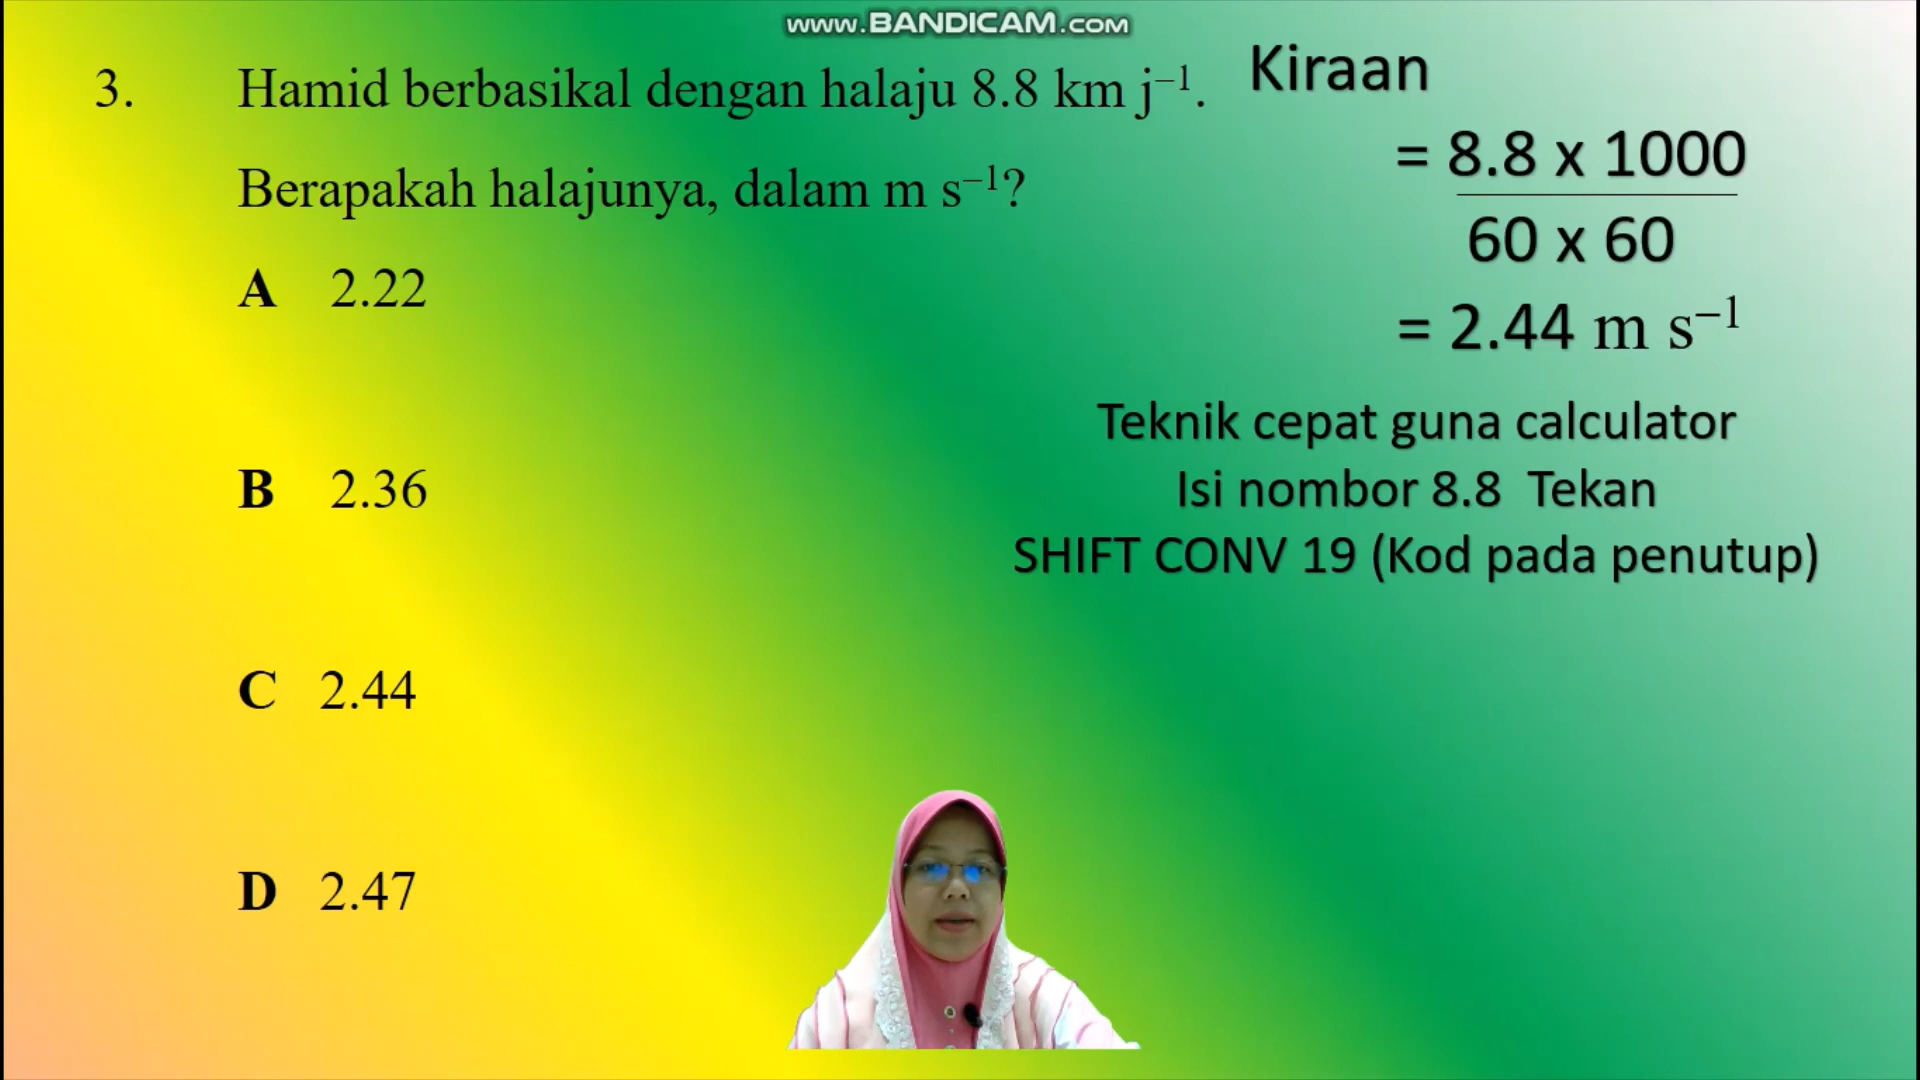 www.BANDICAM.com
3. Hamid berbasikal dengan halaju 8.8 km j⁻¹.
Berapakah halajunya, dalam m s⁻¹?
A 2.22
B 2.36
C 2.44
D 2.47
Kiraan
= 8.8 x 1000
60 x 60
= 2.44 m s⁻¹
Teknik cepat guna calculator
Isi nombor 8.8 Tekan
SHIFT CONV 19 (Kod pada penutup)